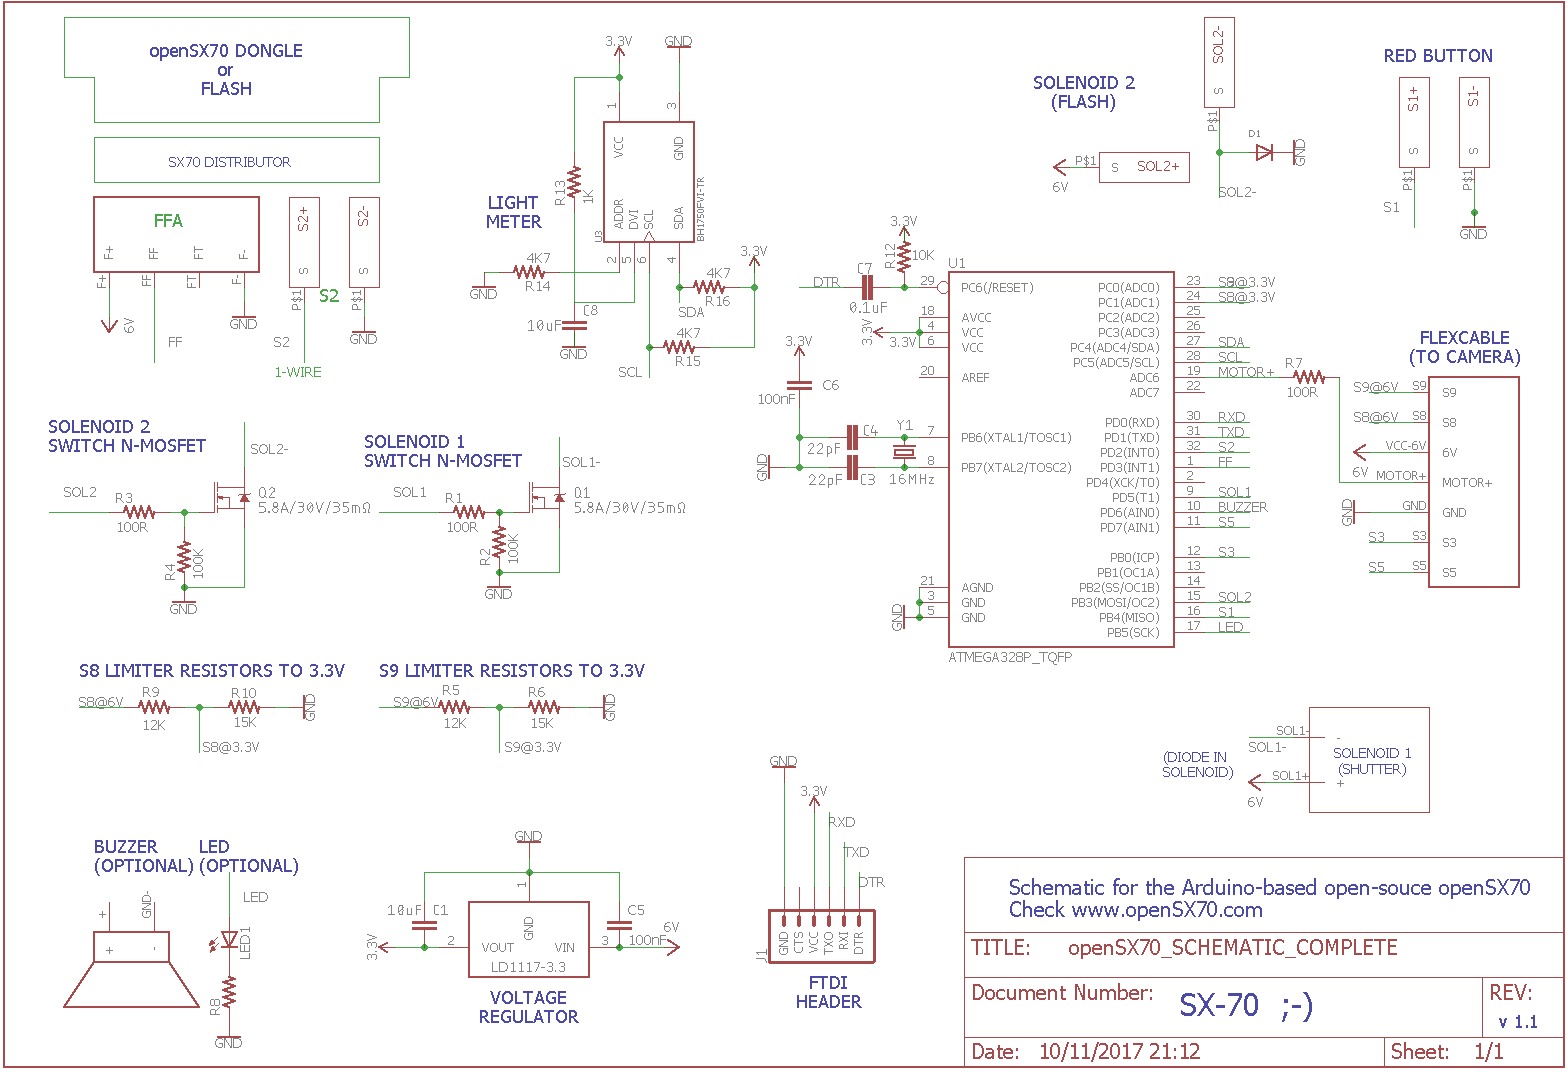 openSX70 DONGLE
or
FLASH
SX70 DISTRIBUTOR
FFA
F+
FF
FT
F-
F+
FF
FT
F-
6V
FF
GND
S2+
S
P$1
S2
S2-
S
P$1
S2
GND
1-WIRE
LIGHT
METER
3.3V
GND
1
3
VCC
GND
R13
1K
ADDR
DVI
SCL
SDA
BH1750FVI-TR
U3
2
5
6
4
4K7
R14
GND
C8
10uF
GND
3.3V
4K7
R16
SDA
4K7
R15
SCL
SOLENOID 2
(FLASH)
SOL2-
S
P$1
D1
GND
SOL2-
P$1
S
SOL2+
6V
RED BUTTON
S1+
S
P$1
S1
S1-
S
P$1
GND
3.3V
R12
10K
DTR
C7
0.1uF
3.3V
3.3V
3.3V
C6
100nF
GND
C4
22pF
22pF
C3
Y1
16MHz
GND
U1
29
PC6(/RESET)
18
AVCC
4
VCC
6
VCC
20
AREF
7
PB6(XTAL1/TOSC1)
8
PB7(XTAL2/TOSC2)
21
AGND
3
GND
5
GND
PC0(ADC0)
23
S9@3.3V
PC1(ADC1)
24
S8@3.3V
PC2(ADC2)
25
PC3(ADC3)
26
PC4(ADC4/SDA)
27
SDA
PC5(ADC5/SCL)
28
SCL
ADC6
19
MOTOR+
ADC7
22
PD0(RXD)
30
RXD
PD1(TXD)
31
TXD
PD2(INT0)
32
S2
PD3(INT1)
1
FF
PD4(XCK/T0)
2
PD5(T1)
9
SOL1
PD6(AIN0)
10
BUZZER
PD7(AIN1)
11
S5
PB0(ICP)
12
S3
PB1(OC1A)
13
PB2(SS/OC1B)
14
PB3(MOSI/OC2)
15
SOL2
PB4(MISO)
16
S1
PB5(SCK)
17
LED
ATMEGA328P_TQFP
R7
100R
FLEXCABLE
(TO CAMERA)
S9@6V
S9
S9
S8@6V
S8
S8
VCC-6V
6V
6V
MOTOR+
MOTOR+
GND
GND
GND
S3
S3
S3
S5
S5
S5
SOLENOID 2
SWITCH N-MOSFET
SOL2-
SOL2
R3
100R
Q2
5.8A/30V/35mΩ
R4
100K
GND
SOLENOID 1
SWITCH N-MOSFET
SOL1-
SOL1
R1
100R
Q1
5.8A/30V/35mΩ
R2
100K
GND
S8 LIMITER RESISTORS TO 3.3V
S8@6V
R9
12K
R10
15K
GND
S8@3.3V
S9 LIMITER RESISTORS TO 3.3V
S9@6V
R5
12K
R6
15K
GND
S9@3.3V
(DIODE IN
SOLENOID)
SOL1-
SOL1-
SOL1+
6V
-
SOLENOID 1
(SHUTTER)
+
BUZZER
(OPTIONAL)
+
GND-
+
-
LED
(OPTIONAL)
LED
LED1
R8
GND
GND
1
10uF
C1
3.3V
2
VOUT
GND
VIN
LD1117-3.3
3
C5
100nF
6V
VOLTAGE
REGULATOR
GND
3.3V
RXD
TXD
DTR
J1
GND
CTS
VCC
TXO
RXI
DTR
FTDI
HEADER
Schematic for the Arduino-based open-souce openSX70
Check www.openSX70.com
TITLE: openSX70_SCHEMATIC_COMPLETE
Document Number: SX-70 ;-)
REV:
v 1.1
Date: 10/11/2017 21:12
Sheet: 1/1